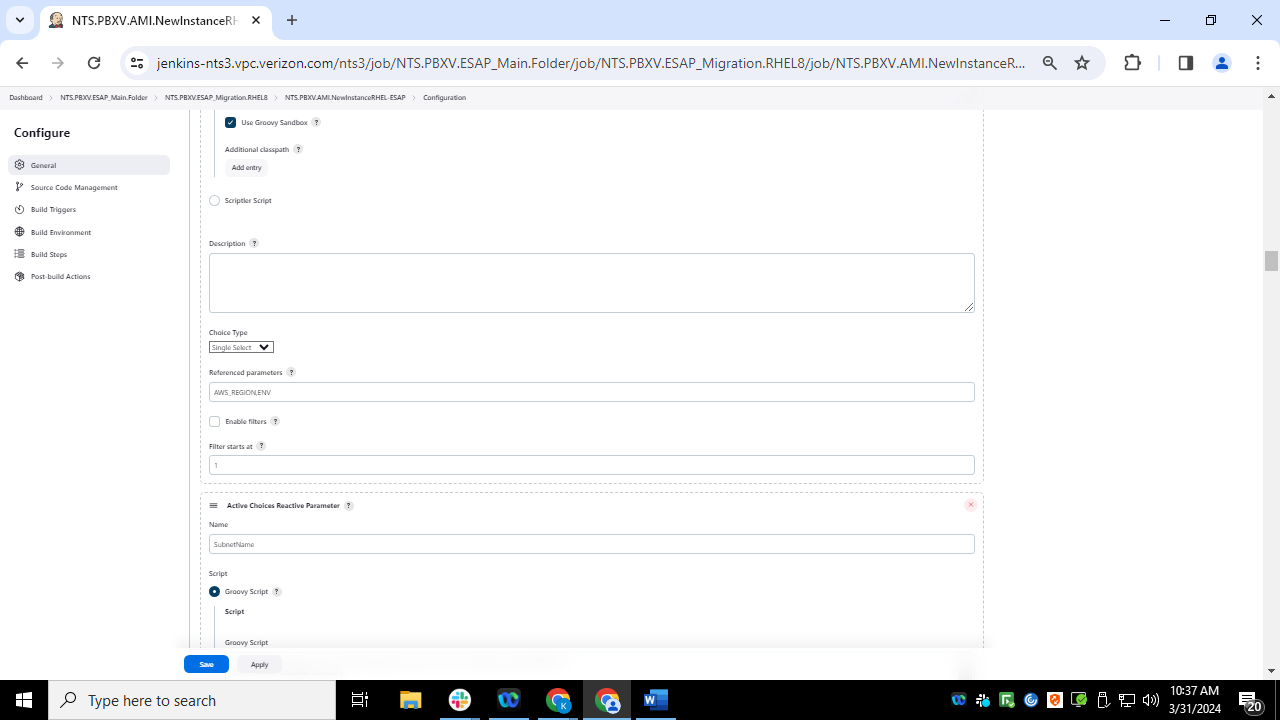 NTS.PBXV.AMI.NewInstanceRH
jenkins-nts3.vpc.verizon.com/nts3/job/NTS.PBXV.ESAP_Main.Folder/job/NTS.PBXV.ESAP_Migration.RHEL8/job/NTS.PBXV.AMI.NewInstanceR...
Dashboard > NTS.PBXV.ESAP_Main.Folder > NTS.PBXV.ESAP_Migration.RHEL8 > NTS.PBXV.AMI.NewInstanceRHEL-ESAP > Configuration
Configure
General
Source Code Management
Build Triggers
Build Environment
Build Steps
Post-build Actions
Use Groovy Sandbox ?
Additional classpath ?
Add entry
Scriptler Script
Description ?
Choice Type
Single Select
Referenced parameters ?
AWS_REGION,ENV
Enable filters ?
Filter starts at ?
1
Active Choices Reactive Parameter ?
Name
SubnetName
Script
Groovy Script ?
Script
Groovy Script
Save
Apply
Type here to search
10:37 AM
3/31/2024
20